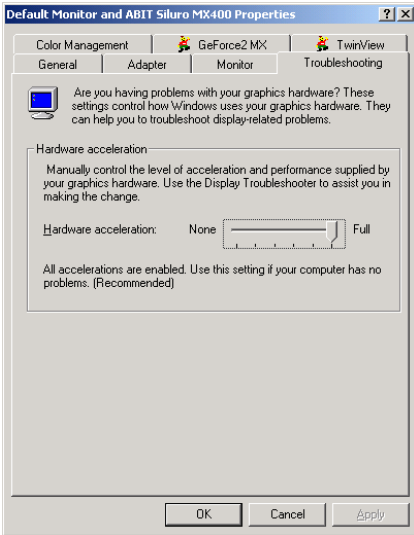 Default Monitor and ABIT Siluro MX400 Properties
Color Management GeForce2 MX TwinView
General Adapter Monitor Troubleshooting
Are you having problems with your graphics hardware? These
settings control how Windows uses your graphics hardware. They
can help you to troubleshoot display-related problems.
Hardware acceleration
Manually control the level of acceleration and performance supplied by
your graphics hardware. Use the Display Troubleshooter to assist you in
making the change.
Hardware acceleration: None Full
All accelerations are enabled. Use this setting if your computer has no
problems. (Recommended)
OK Cancel Apply